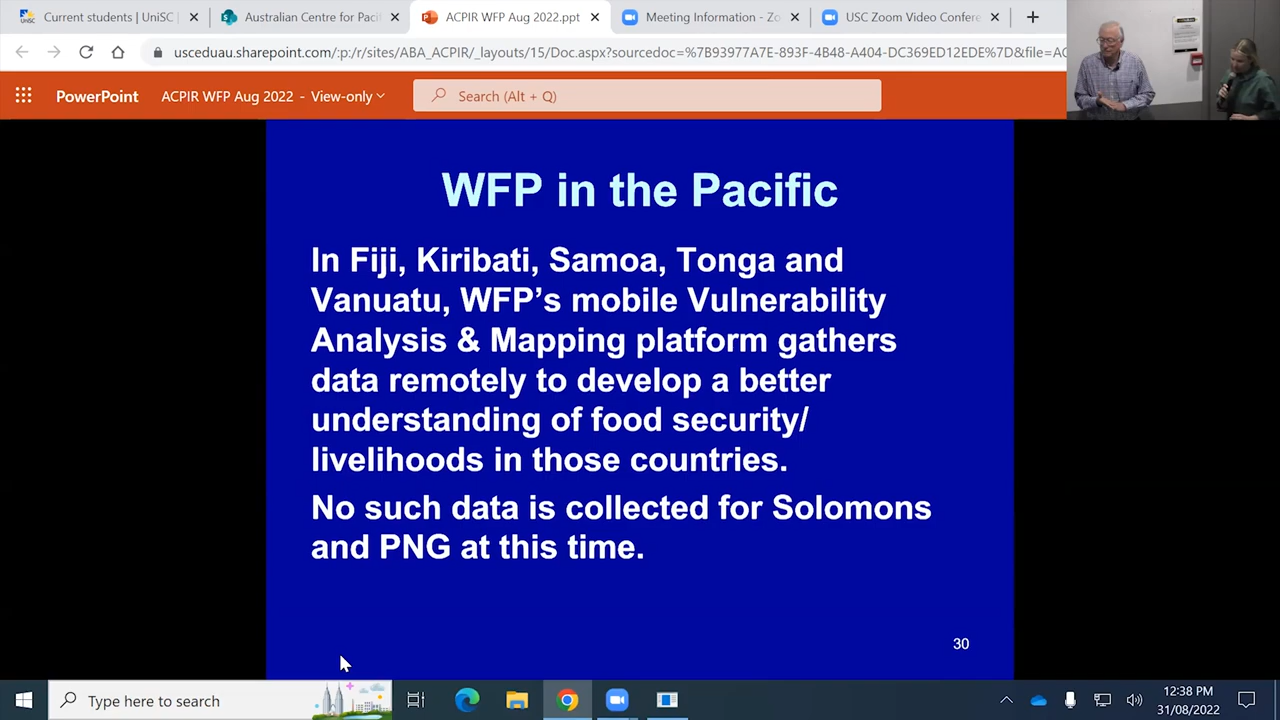 Current students | UniSC |
Australian Centre for Pacif
ACPIR WFP Aug 2022.ppt
Meeting Information - Zo
USC Zoom Video Confere
usceduau.sharepoint.com/:p:/r/sites/ABA_ACPIR/_layouts/15/Doc.aspx?sourcedoc=%7B93977A7E-893F-4B48-A404-DC369ED12EDE%7D&file=AC
PowerPoint
ACPIR WFP Aug 2022 - View-only
Search (Alt + Q)
WFP in the Pacific
In Fiji, Kiribati, Samoa, Tonga and
Vanuatu, WFP's mobile Vulnerability
Analysis & Mapping platform gathers
data remotely to develop a better
understanding of food security/
livelihoods in those countries.
No such data is collected for Solomons
and PNG at this time.
30
Type here to search
12:38 PM
31/08/2022